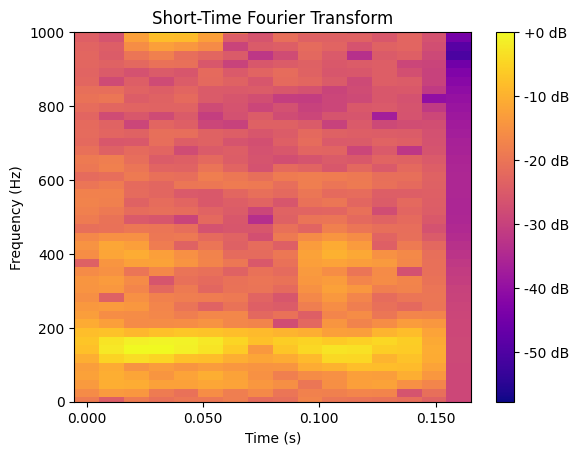 Short-Time Fourier Transform
Frequency (Hz)
1000
800
600
400
200
0
0.000
0.050
0.100
0.150
Time (s)
+0 dB
-10 dB
-20 dB
-30 dB
-40 dB
-50 dB